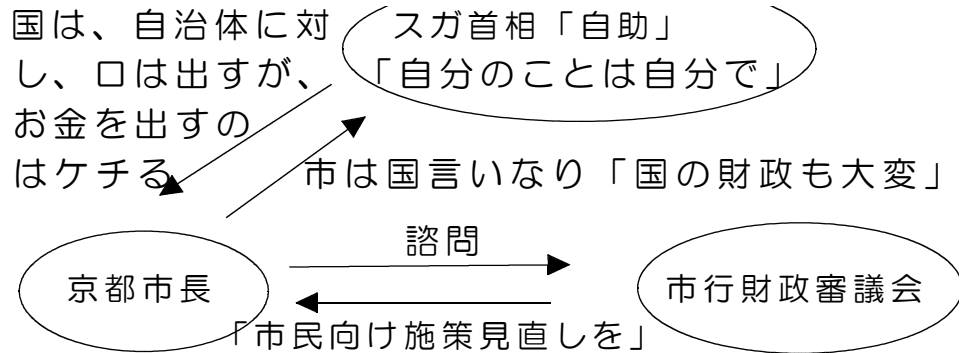 国は、自治体に対
し、口は出すが、
お金を出すの
はケチる
スガ首相「自助」
「自分のことは自分で」
市は国言いなり「国の財政も大変」
諮問
京都市長
市行財政審議会
「市民向け施策見直しを」